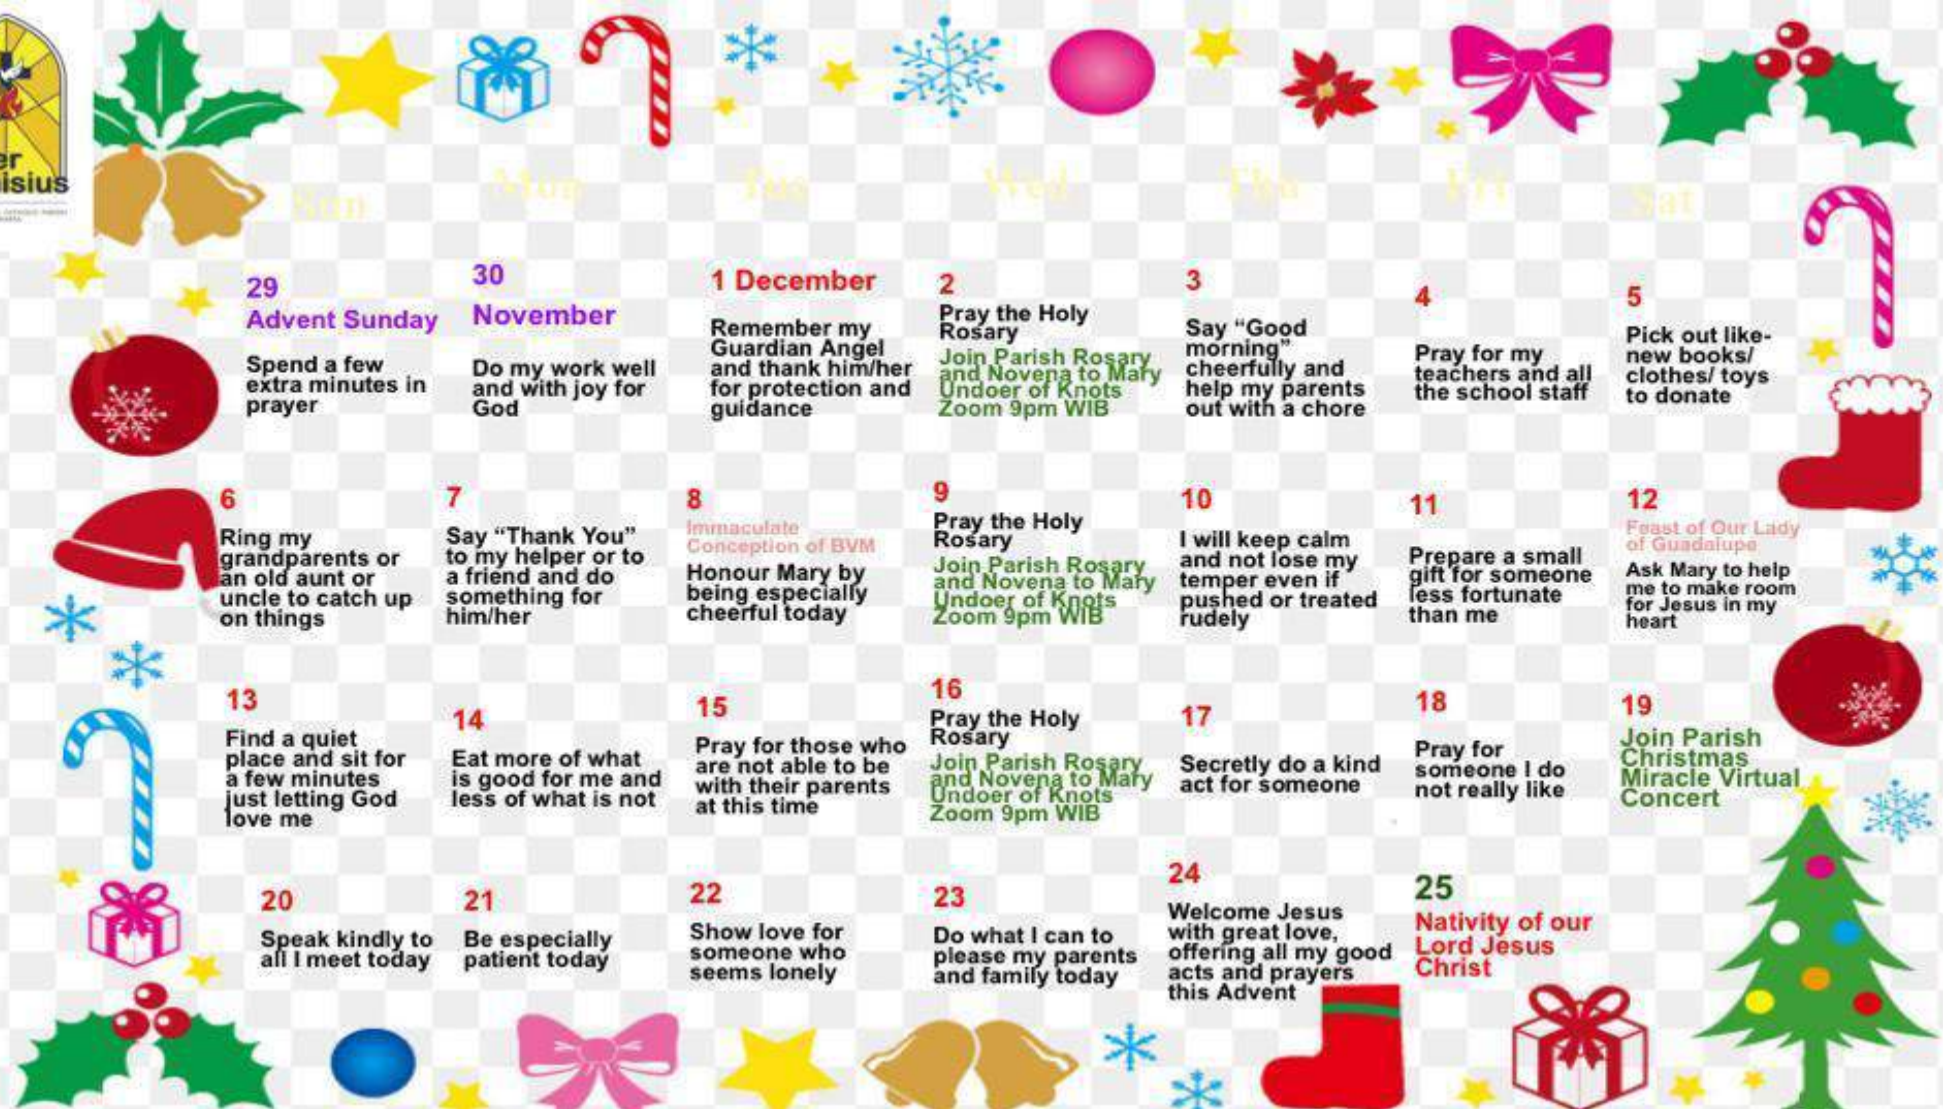 er
isius
Sun
Mon
Tus
Wed
Thu
Fri
Sat
29
Advent Sunday
Spend a few
extra minutes in
prayer
30
November
Do my work well
and with joy for
God
1 December
Remember my
Guardian Angel
and thank him/her
for protection and
guidance
2
Pray the Holy
Rosary
Join Parish Rosary
and Novena to Mary
Undoer of Knots
Zoom 9pm WIB
3
Say “Good
morning”
cheerfully and
help my parents
out with a chore
4
Pray for my
teachers and all
the school staff
5
Pick out like-
new books/
clothes/ toys
to donate
6
Ring my
grandparents or
an old aunt or
uncle to catch up
on things
7
Say “Thank You”
to my helper or to
a friend and do
something for
him/her
8
Immaculate
Conception of BVM
Honour Mary by
being especially
cheerful today
9
Pray the Holy
Rosary
Join Parish Rosary
and Novena to Mary
Undoer of Knots
Zoom 9pm WIB
10
I will keep calm
and not lose my
temper even if
pushed or treated
rudely
11
Prepare a small
gift for someone
less fortunate
than me
12
Feast of Our Lady
of Guadalupe
Ask Mary to help
me to make room
for Jesus in my
heart
13
Find a quiet
place and sit for
a few minutes
just letting God
love me
14
Eat more of what
is good for me and
less of what is not
15
Pray for those who
are not able to be
with their parents
at this time
16
Pray the Holy
Rosary
Join Parish Rosary
and Novena to Mary
Undoer of Knots
Zoom 9pm WIB
17
Secretly do a kind
act for someone
18
Pray for
someone I do
not really like
19
Join Parish
Christmas
Miracle Virtual
Concert
20
Speak kindly to
all I meet today
21
Be especially
patient today
22
Show love for
someone who
seems lonely
23
Do what I can to
please my parents
and family today
24
Welcome Jesus
with great love,
offering all my good
acts and prayers
this Advent
25
Nativity of our
Lord Jesus
Christ